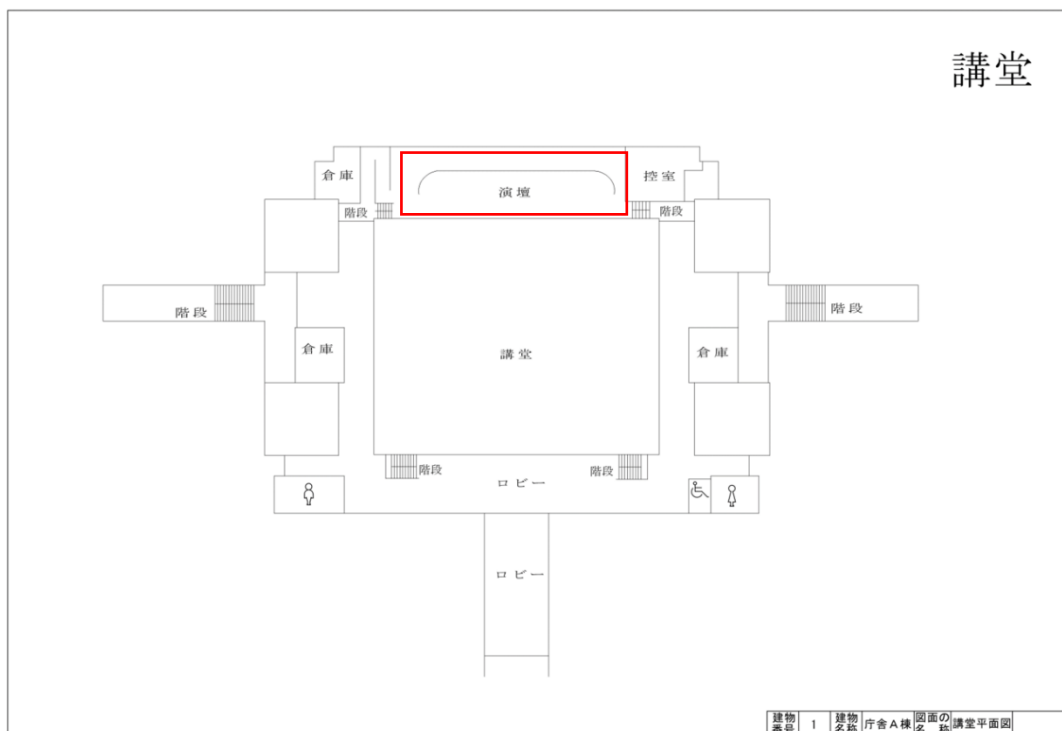 講堂
倉庫
演壇
控室
階段
階段
階段
階段
倉庫
講堂
倉庫
階段
階段
ロビー
ロビー
建物番号 1 建物名称 庁舎A棟 図面の名称 講堂平面図